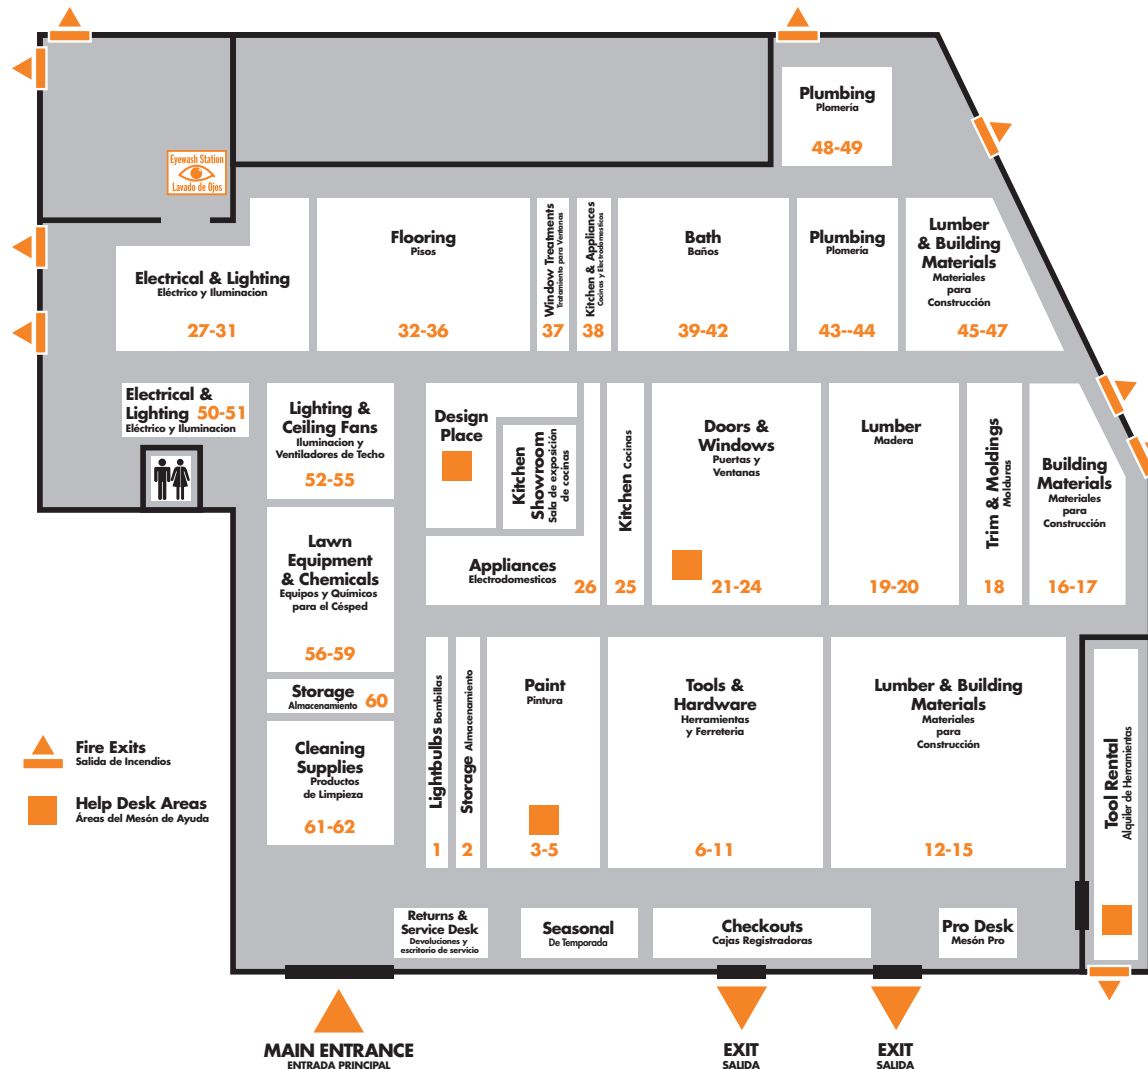 Plumbing
Plomería
48-49
Eyewash Station
Lavado de Ojos
Electrical & Lighting
Eléctrico y Iluminacion
27-31
Flooring
Pisos
32-36
Window Treatments
Tratamiento para Ventanas
37
Kitchen & Appliances
Cocinas y Electrodomesticos
38
Bath
Baños
39-42
Plumbing
Plomería
43--44
Lumber
& Building
Materials
Materiales
para
Construcción
45-47
Electrical &
Lighting 50-51
Eléctrico y Iluminacion
Lighting &
Ceiling Fans
Iluminacion y
Ventiladores de Techo
52-55
Design
Place
Kitchen
Showroom
Sala de exposición
de cocinas
Appliances
Electrodomesticos
26
Kitchen Cocinas
25
Doors &
Windows
Puertas y
Ventanas
21-24
Lumber
Madera
19-20
Trim & Moldings
Molduras
18
Building
Materials
Materiales
para
Construcción
16-17
Lawn
Equipment
& Chemicals
Equipos y Químicos
para el Césped
56-59
Storage
Almacenamiento
60
Cleaning
Supplies
Productos
de Limpieza
61-62
Lightbulbs Bombillas
1
Storage Almacenamiento
2
Paint
Pintura
3-5
Tools &
Hardware
Herramientas
y Ferreteria
6-11
Lumber & Building
Materials
Materiales
para
Construcción
12-15
Tool Rental
Alquiler de Herramientas
Fire Exits
Salida de Incendios
Help Desk Areas
Áreas del Mesón de Ayuda
Returns &
Service Desk
Devoluciones y
escritorio de servicio
Seasonal
De Temporada
Checkouts
Cajas Registradoras
Pro Desk
Mesón Pro
MAIN ENTRANCE
ENTRADA PRINCIPAL
EXIT
SALIDA
EXIT
SALIDA